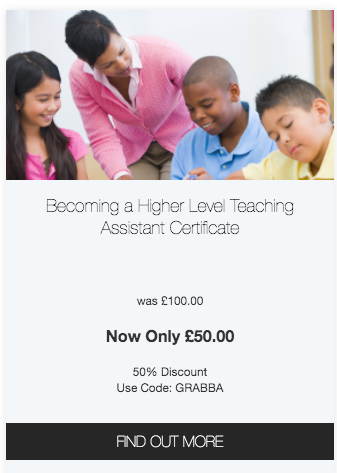 Becoming a Higher Level Teaching
Assistant Certificate
was £100.00
Now Only £50.00
50% Discount
Use Code: GRABBA
FIND OUT MORE